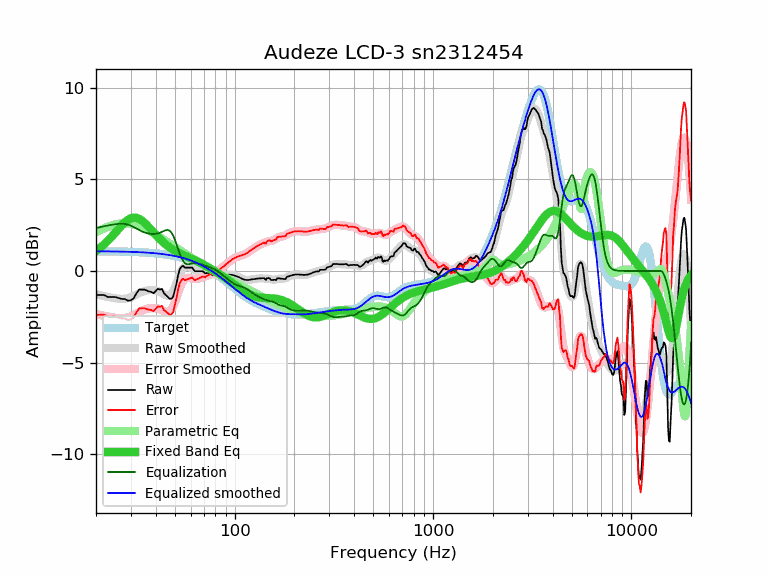 Audeze LCD-3 sn2312454
Amplitude (dBr)
10
5
0
−5
−10
Target
Raw Smoothed
Error Smoothed
Raw
Error
Parametric Eq
Fixed Band Eq
Equalization
Equalized smoothed
100
1000
10000
Frequency (Hz)